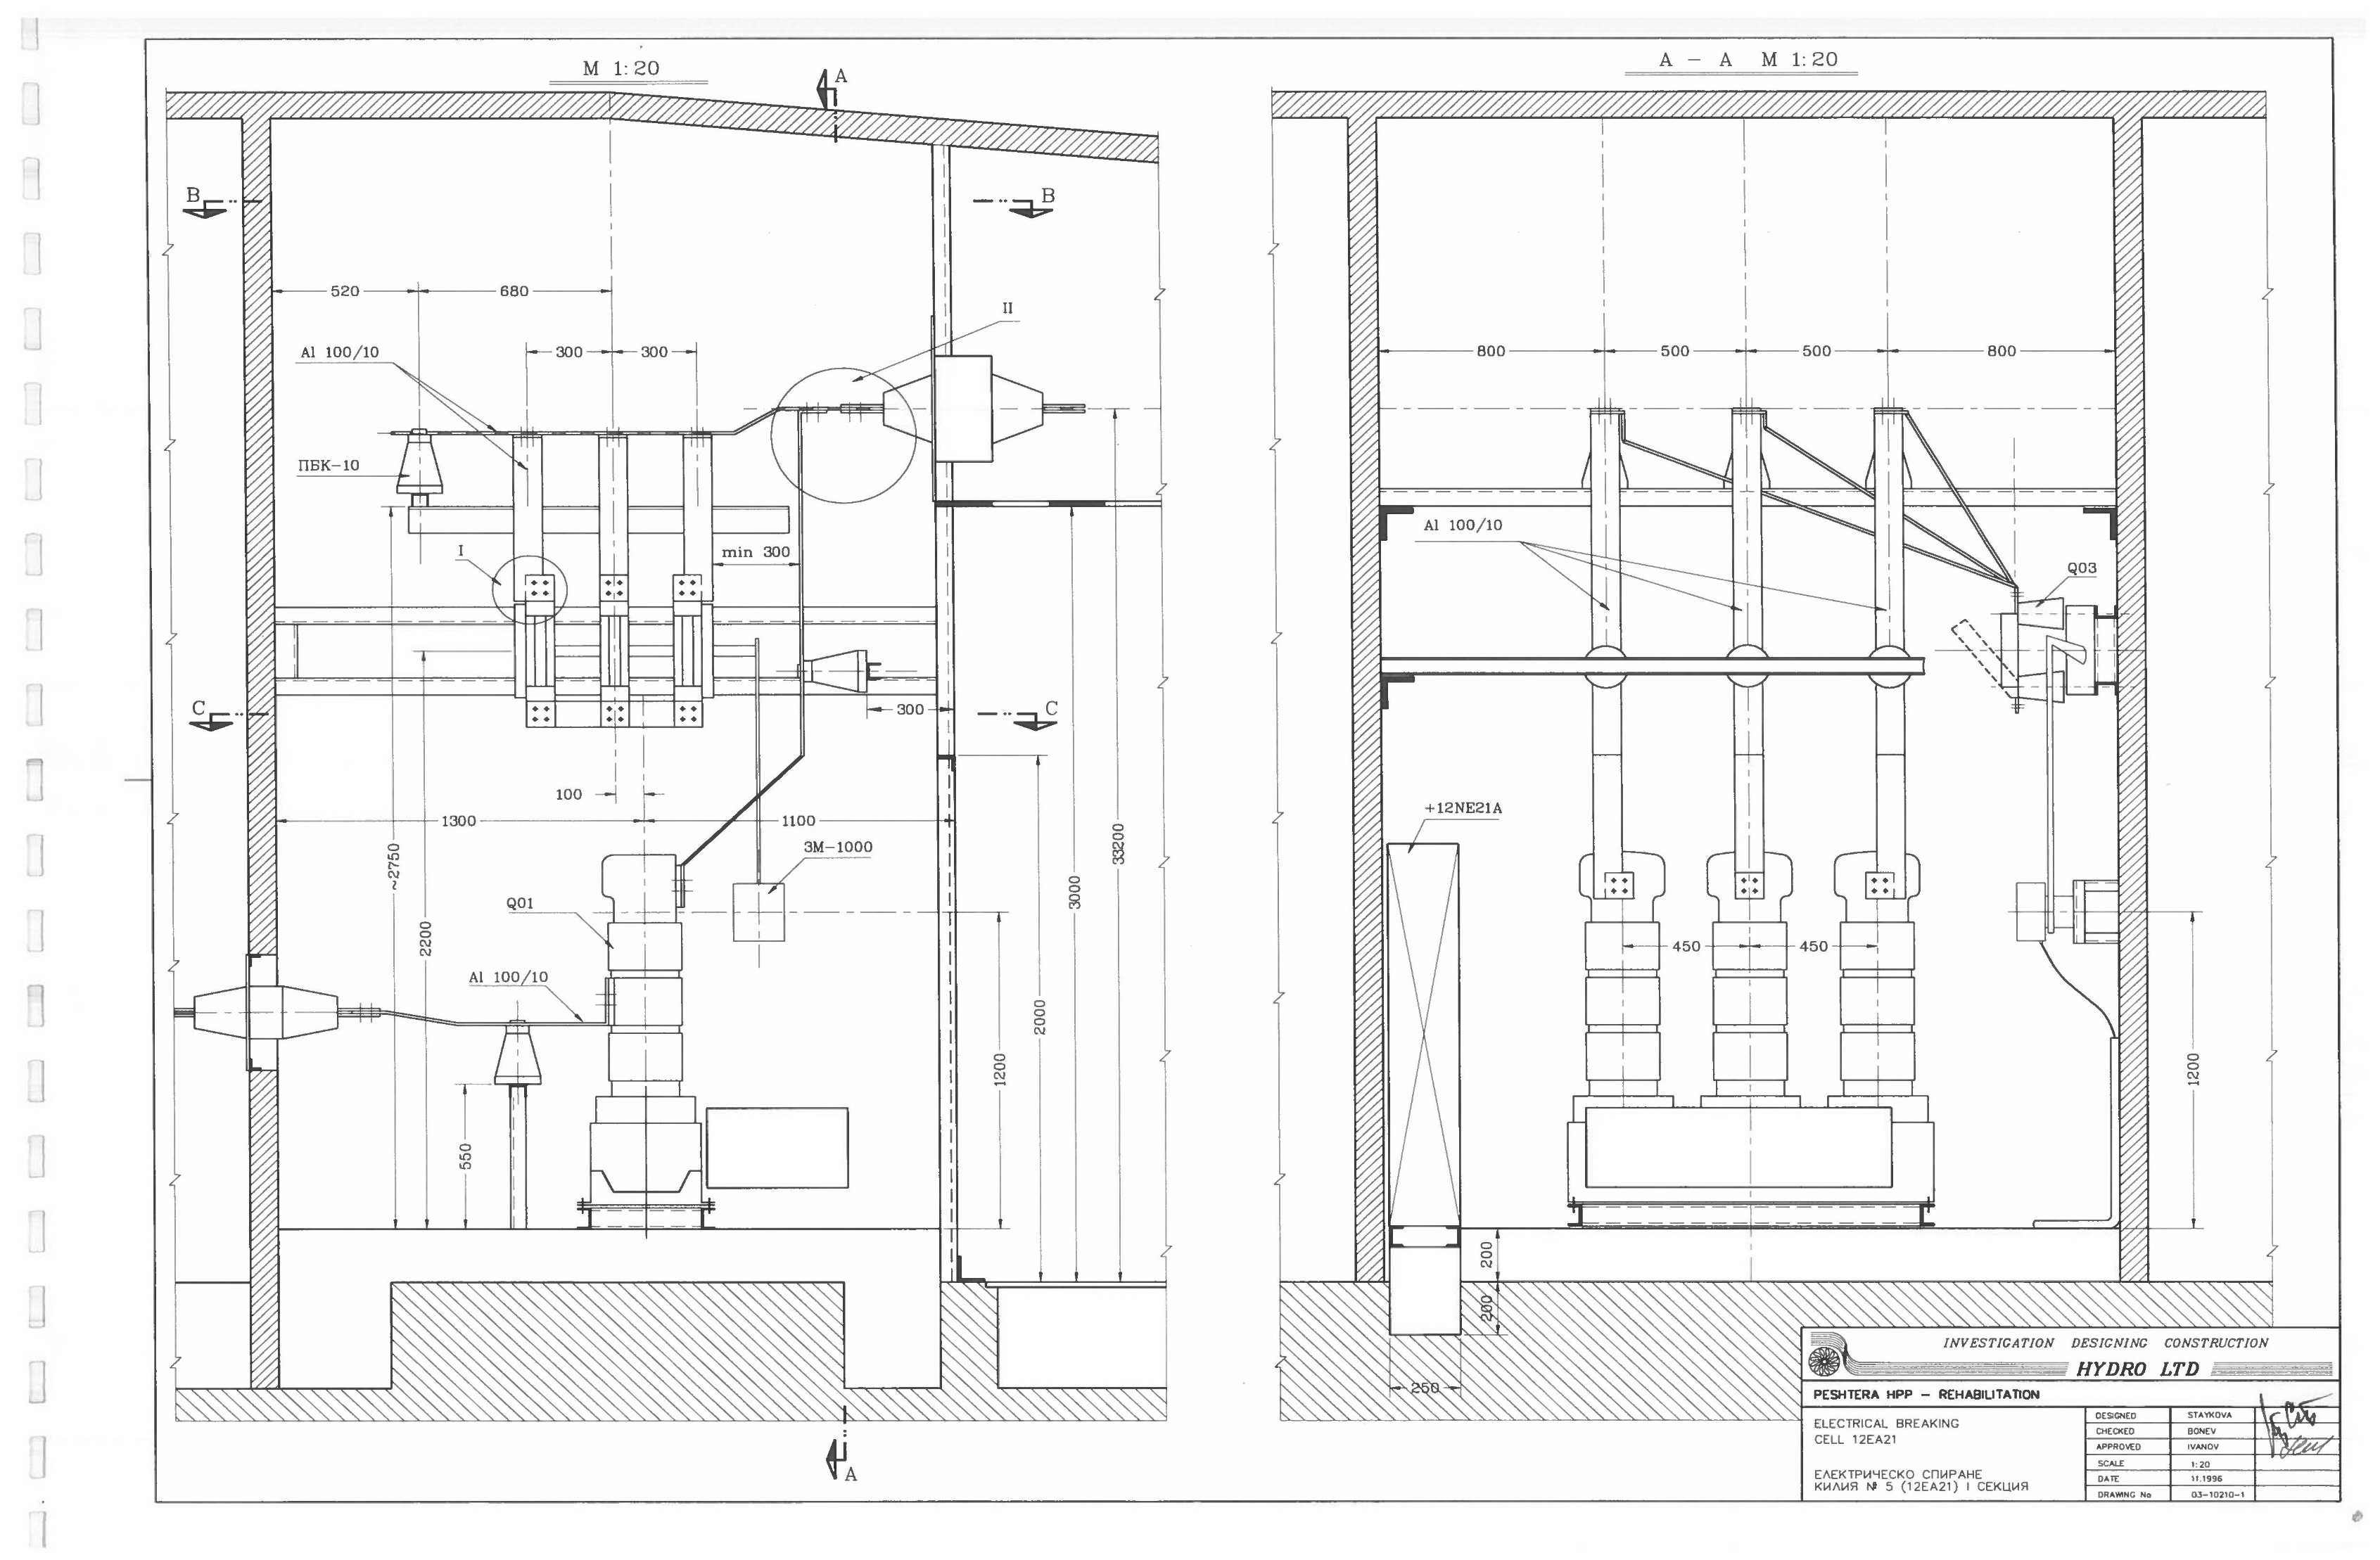 M 1:20
A
B
B
520
680
II
Al 100/10
300
300
ПБК-10
I
min 300
C
300
C
100
1300
1100
ЗМ-1000
~2750
33200
3000
Q01
2200
Al 100/10
2000
1200
550
A
A - A M 1:20
800
500
500
800
Al 100/10
Q03
+12NE21A
450
450
1200
200
200
250
INVESTIGATION DESIGNING CONSTRUCTION
HYDRO LTD
PESHTERA HPP - REHABILITATION
ELECTRICAL BREAKING
CELL 12EA21
ЕЛЕКТРИЧЕСКО СПИРАНЕ
КИЛИЯ № 5 (12EA21) I СЕКЦИЯ
DESIGNED STAYKOVA
CHECKED BONEV
APPROVED IVANOV
SCALE 1:20
DATE 11.1996
DRAWING No 03-10210-1